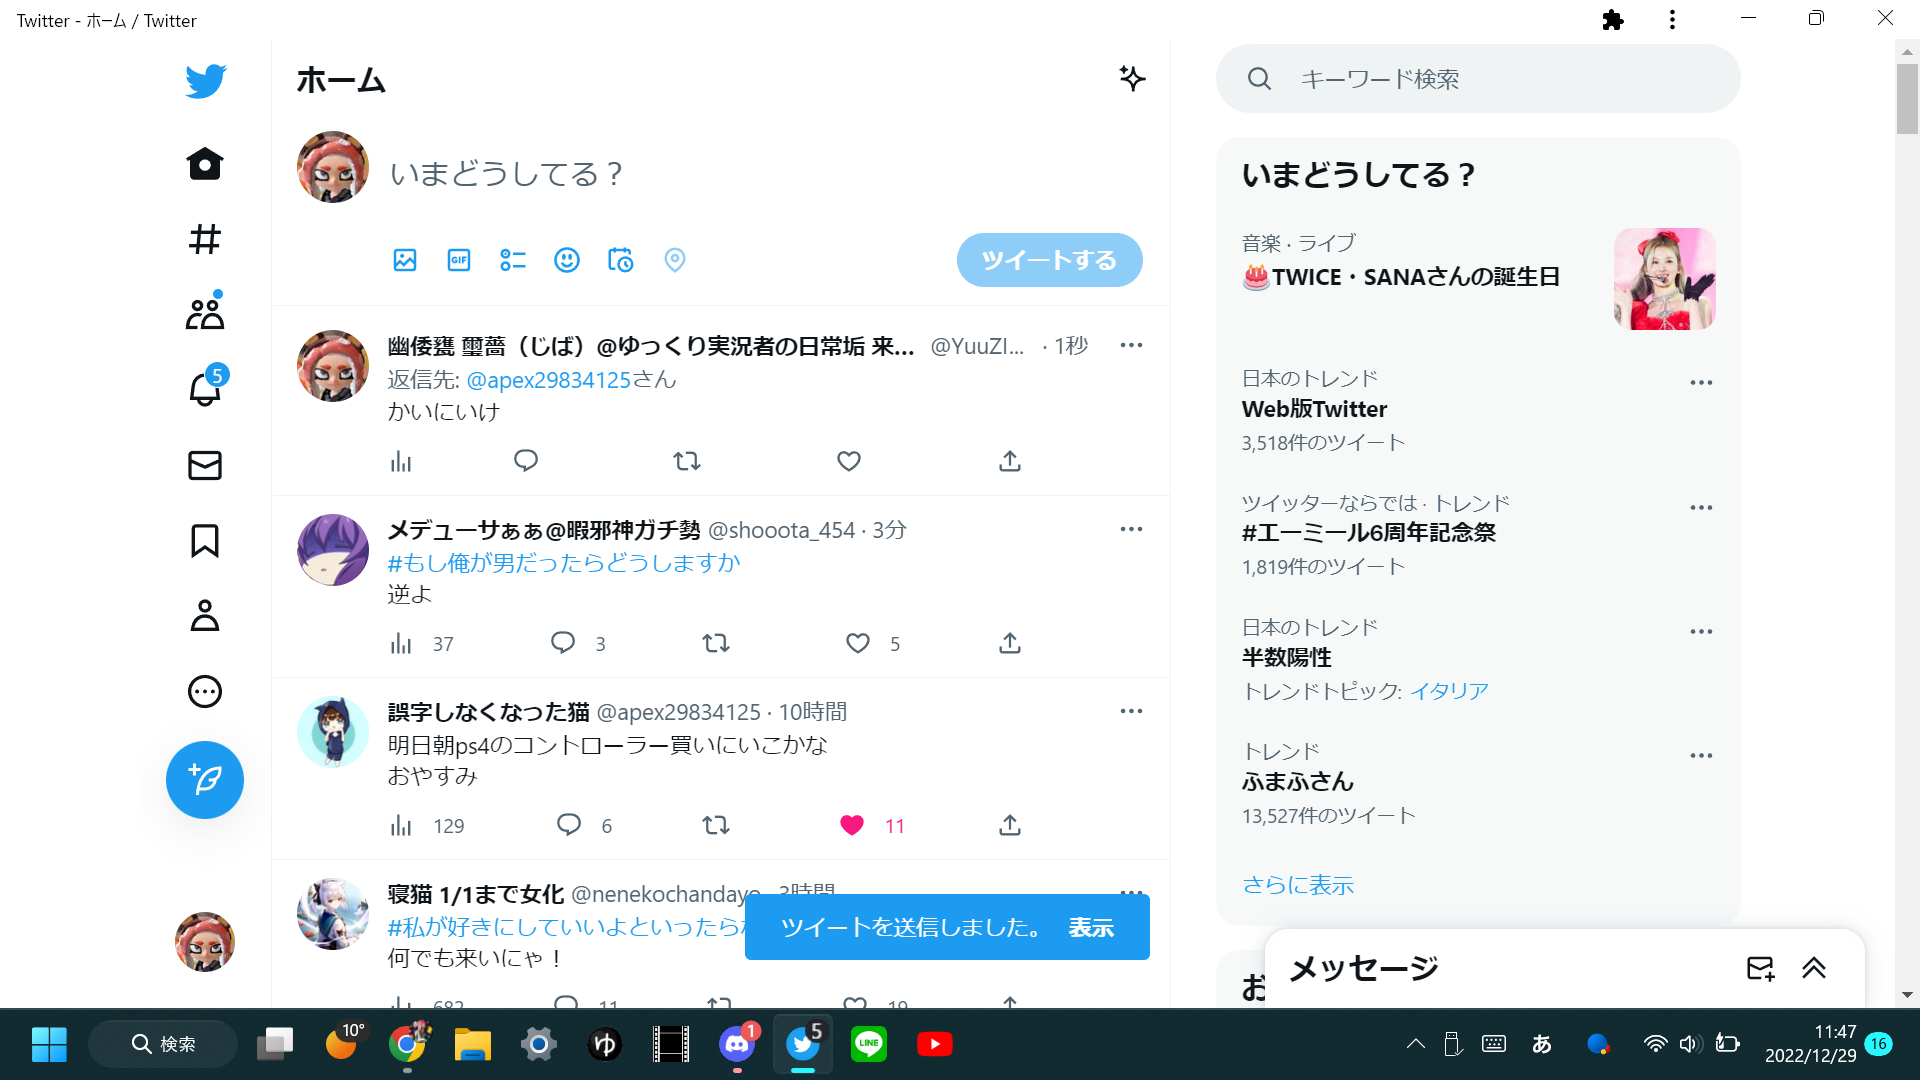 Twitter - ホーム / Twitter
ホーム
いまどうしてる？
GIF
ツイートする
5
幽倭甕 璽薔（じば）@ゆっくり実況者の日常垢 来... @YuuZI... · 1秒
返信先: @apex29834125さん
かいにいけ
メデューサぁぁ@暇邪神ガチ勢 @shooota_454 · 3分
#もし俺が男だったらどうしますか
逆よ
37 3 5
誤字しなくなった猫 @apex29834125 · 10時間
明日朝ps4のコントローラー買いにいこかな
おやすみ
129 6 11
寝猫 1/1まで女化 @nenekochandayo · 3時間
#私が好きにしていいよといったら
何でも来いにゃ！
682 11 19
ツイートを送信しました。 表示
キーワード検索
いまどうしてる？
音楽 · ライブ
🎂TWICE・SANAさんの誕生日
日本のトレンド
Web版Twitter
3,518件のツイート
ツイッターならでは · トレンド
#エーミール6周年記念祭
1,819件のツイート
日本のトレンド
半数陽性
トレンドトピック: イタリア
トレンド
ふまふさん
13,527件のツイート
さらに表示
お
メッセージ
検索
10°
ゆ
1
5
LINE
あ
11:47
2022/12/29
16